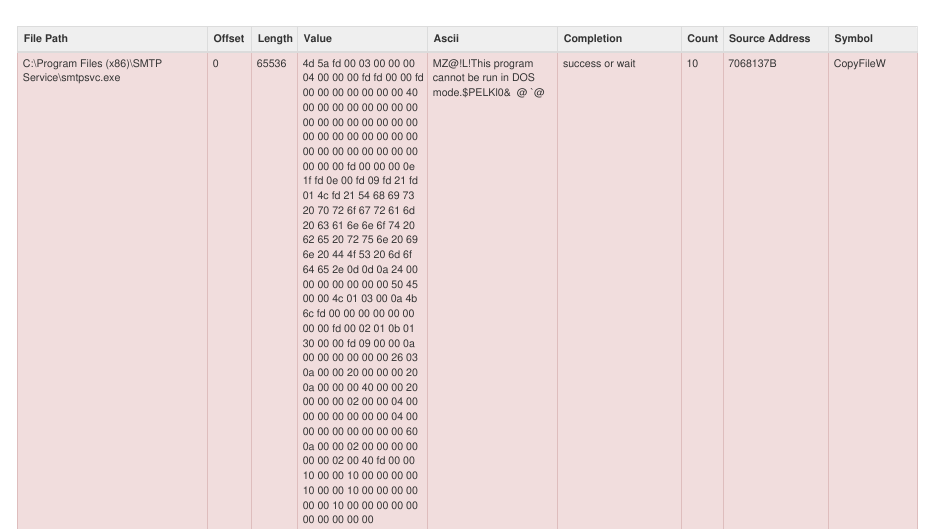 File Path Offset Length Value Ascii Completion Count Source Address Symbol
C:\Program Files (x86)\SMTP 0 65536 4d 5a fd 00 03 00 00 00 MZ@!L!This program success or wait 10 7068137B CopyFileW
Service\smtpsvc.exe 04 00 00 00 fd fd 00 00 fd cannot be run in DOS
00 00 00 00 00 00 00 40 mode.$PELKl0& @ `@
00 00 00 00 00 00 00 00
00 00 00 00 00 00 00 00
00 00 00 00 00 00 00 00
00 00 00 00 00 00 00 00
00 00 00 fd 00 00 00 0e
1f fd 0e 00 fd 09 fd 21 fd
01 4c fd 21 54 68 69 73
20 70 72 6f 67 72 61 6d
20 63 61 6e 6e 6f 74 20
62 65 20 72 75 6e 20 69
6e 20 44 4f 53 20 6d 6f
64 65 2e 0d 0d 0a 24 00
00 00 00 00 00 00 50 45
00 00 4c 01 03 00 0a 4b
6c fd 00 00 00 00 00 00
00 00 fd 00 02 01 0b 01
30 00 00 fd 09 00 00 0a
00 00 00 00 00 00 26 03
0a 00 00 20 00 00 00 20
0a 00 00 00 40 00 00 20
00 00 00 02 00 00 04 00
00 00 00 00 00 00 04 00
00 00 00 00 00 00 00 60
0a 00 00 02 00 00 00 00
00 00 02 00 40 fd 00 00
10 00 00 10 00 00 00 00
10 00 00 10 00 00 00 00
00 00 10 00 00 00 00 00
00 00 00 00 00